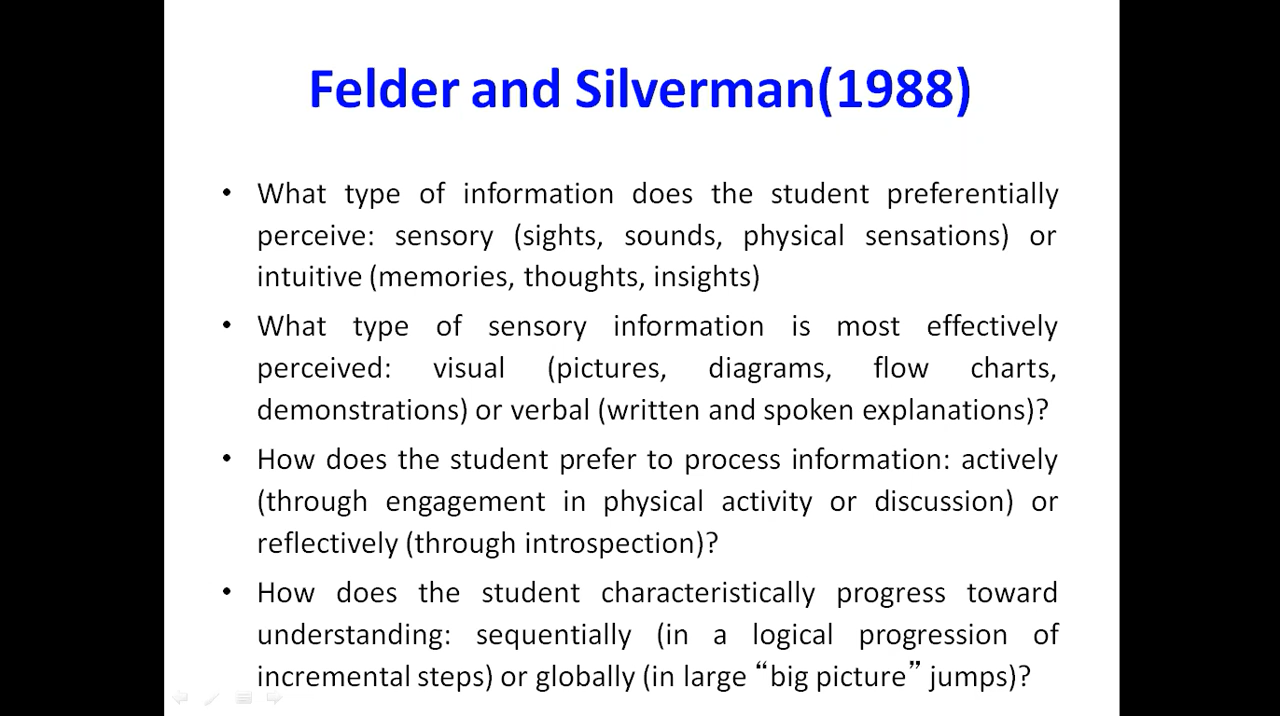 Felder and Silverman(1988)
• What type of information does the student preferentially
perceive: sensory (sights, sounds, physical sensations) or
intuitive (memories, thoughts, insights)
• What type of sensory information is most effectively
perceived: visual (pictures, diagrams, flow charts,
demonstrations) or verbal (written and spoken explanations)?
• How does the student prefer to process information: actively
(through engagement in physical activity or discussion) or
reflectively (through introspection)?
• How does the student characteristically progress toward
understanding: sequentially (in a logical progression of
incremental steps) or globally (in large “big picture” jumps)?